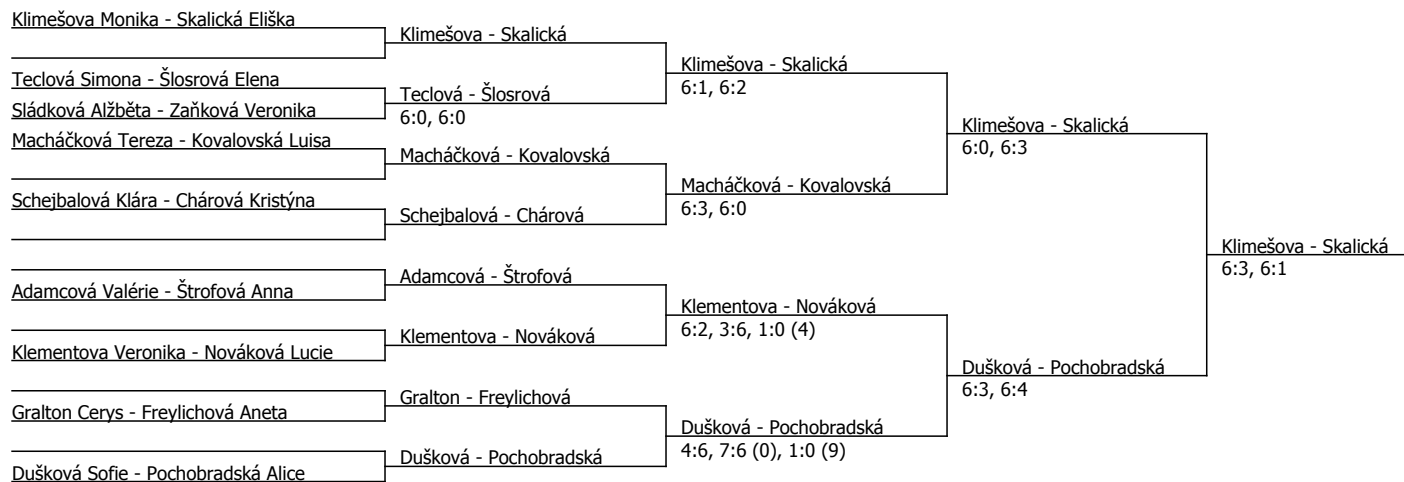 Klimešova Monika - Skalická Eliška
Teclová Simona - Šlosrová Elena
Sládková Alžběta - Zaňková Veronika
Macháčková Tereza - Kovalovská Luisa
Schejbalová Klára - Chárová Kristýna
Adamcová Valérie - Štrofová Anna
Klementova Veronika - Nováková Lucie
Gralton Cerys - Freylichová Aneta
Dušková Sofie - Pochobradská Alice
Klimešova - Skalická
Teclová - Šlosrová
6:0, 6:0
Macháčková - Kovalovská
Schejbalová - Chárová
Adamcová - Štrofová
Klementova - Nováková
Gralton - Freylichová
Dušková - Pochobradská
Klimešova - Skalická
6:1, 6:2
Macháčková - Kovalovská
6:3, 6:0
Klementova - Nováková
6:2, 3:6, 1:0 (4)
Dušková - Pochobradská
4:6, 7:6 (0), 1:0 (9)
Klimešova - Skalická
6:0, 6:3
Dušková - Pochobradská
6:3, 6:4
Klimešova - Skalická
6:3, 6:1